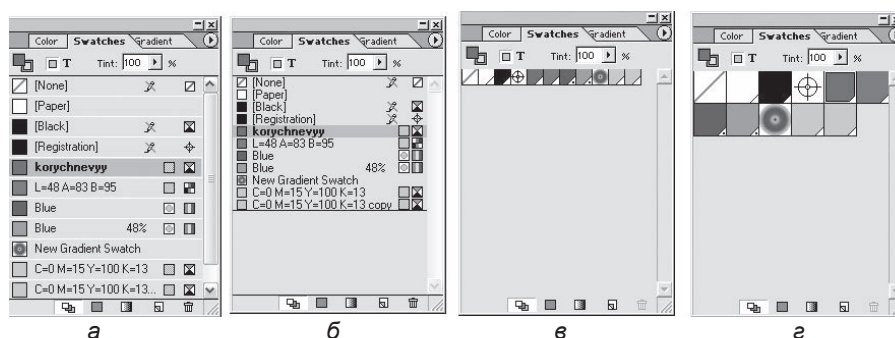 Color Swatches Gradient
T Tint: 100 %
[None]
[Paper]
[Black]
[Registration]
korychnevyy
L=48 A=83 B=95
Blue
Blue 48%
New Gradient Swatch
C=0 M=15 Y=100 K=13
C=0 M=15 Y=100 K=13...
а
Color Swatches Gradient
T Tint: 100 %
[None]
[Paper]
[Black]
[Registration]
korychnevyy
L=48 A=83 B=95
Blue
Blue 48%
New Gradient Swatch
C=0 M=15 Y=100 K=13
C=0 M=15 Y=100 K=13 copy
б
Color Swatches Gradient
T Tint: 100 %
в
Color Swatches Gradient
T Tint: 100 %
г